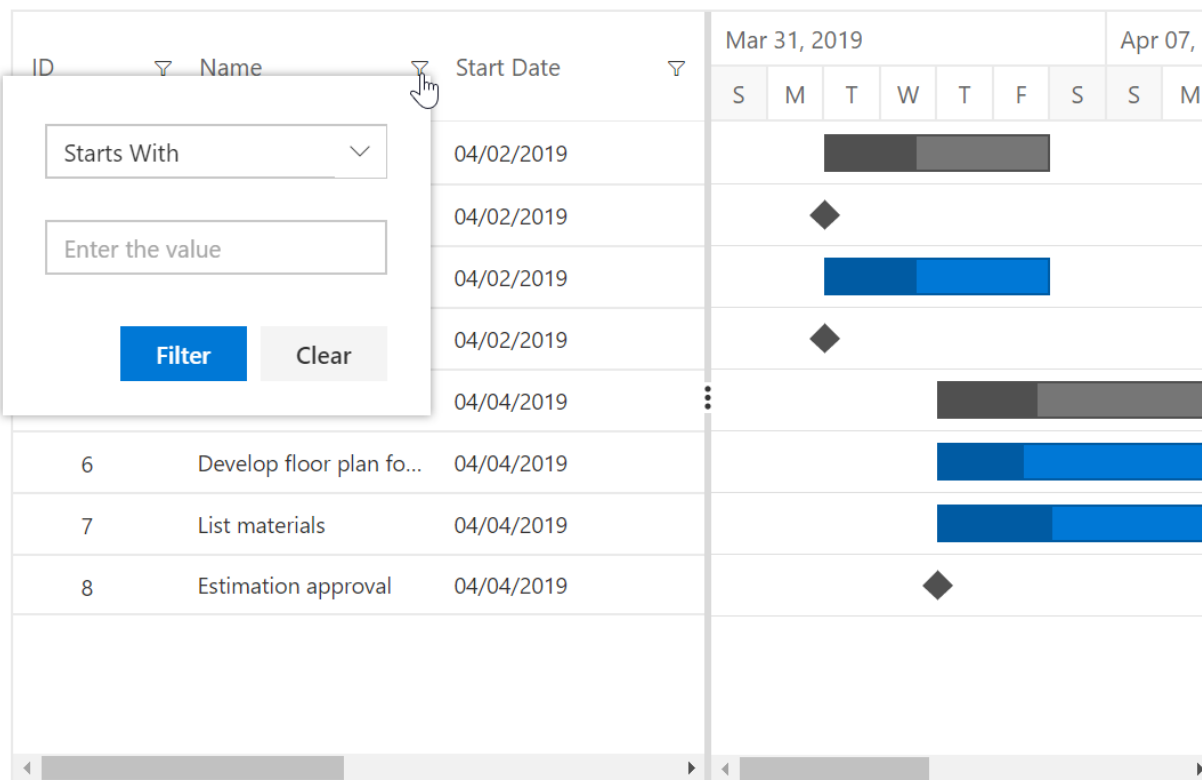 ID Name Start Date
Mar 31, 2019 Apr 07,
S M T W T F S S M
Starts With
Enter the value
Filter Clear
04/02/2019
04/02/2019
04/02/2019
04/02/2019
04/04/2019
6 Develop floor plan fo... 04/04/2019
7 List materials 04/04/2019
8 Estimation approval 04/04/2019